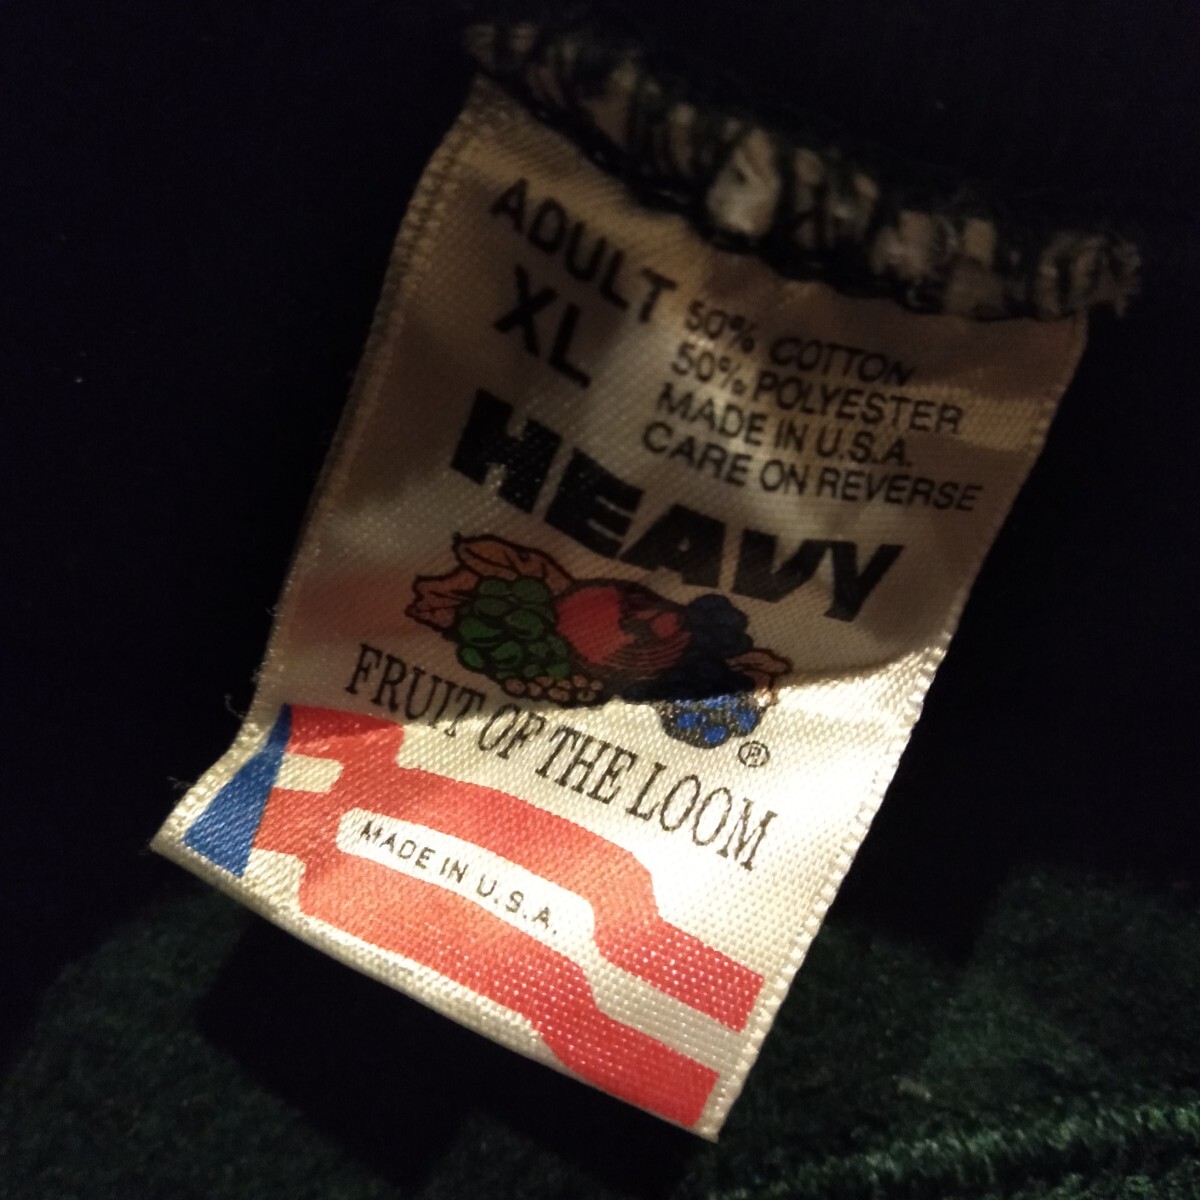 ADULT
XL
50% COTTON
50% POLYESTER
MADE IN U.S.A.
CARE ON REVERSE
HEAVY
®
FRUIT OF THE LOOM
MADE IN U.S.A.